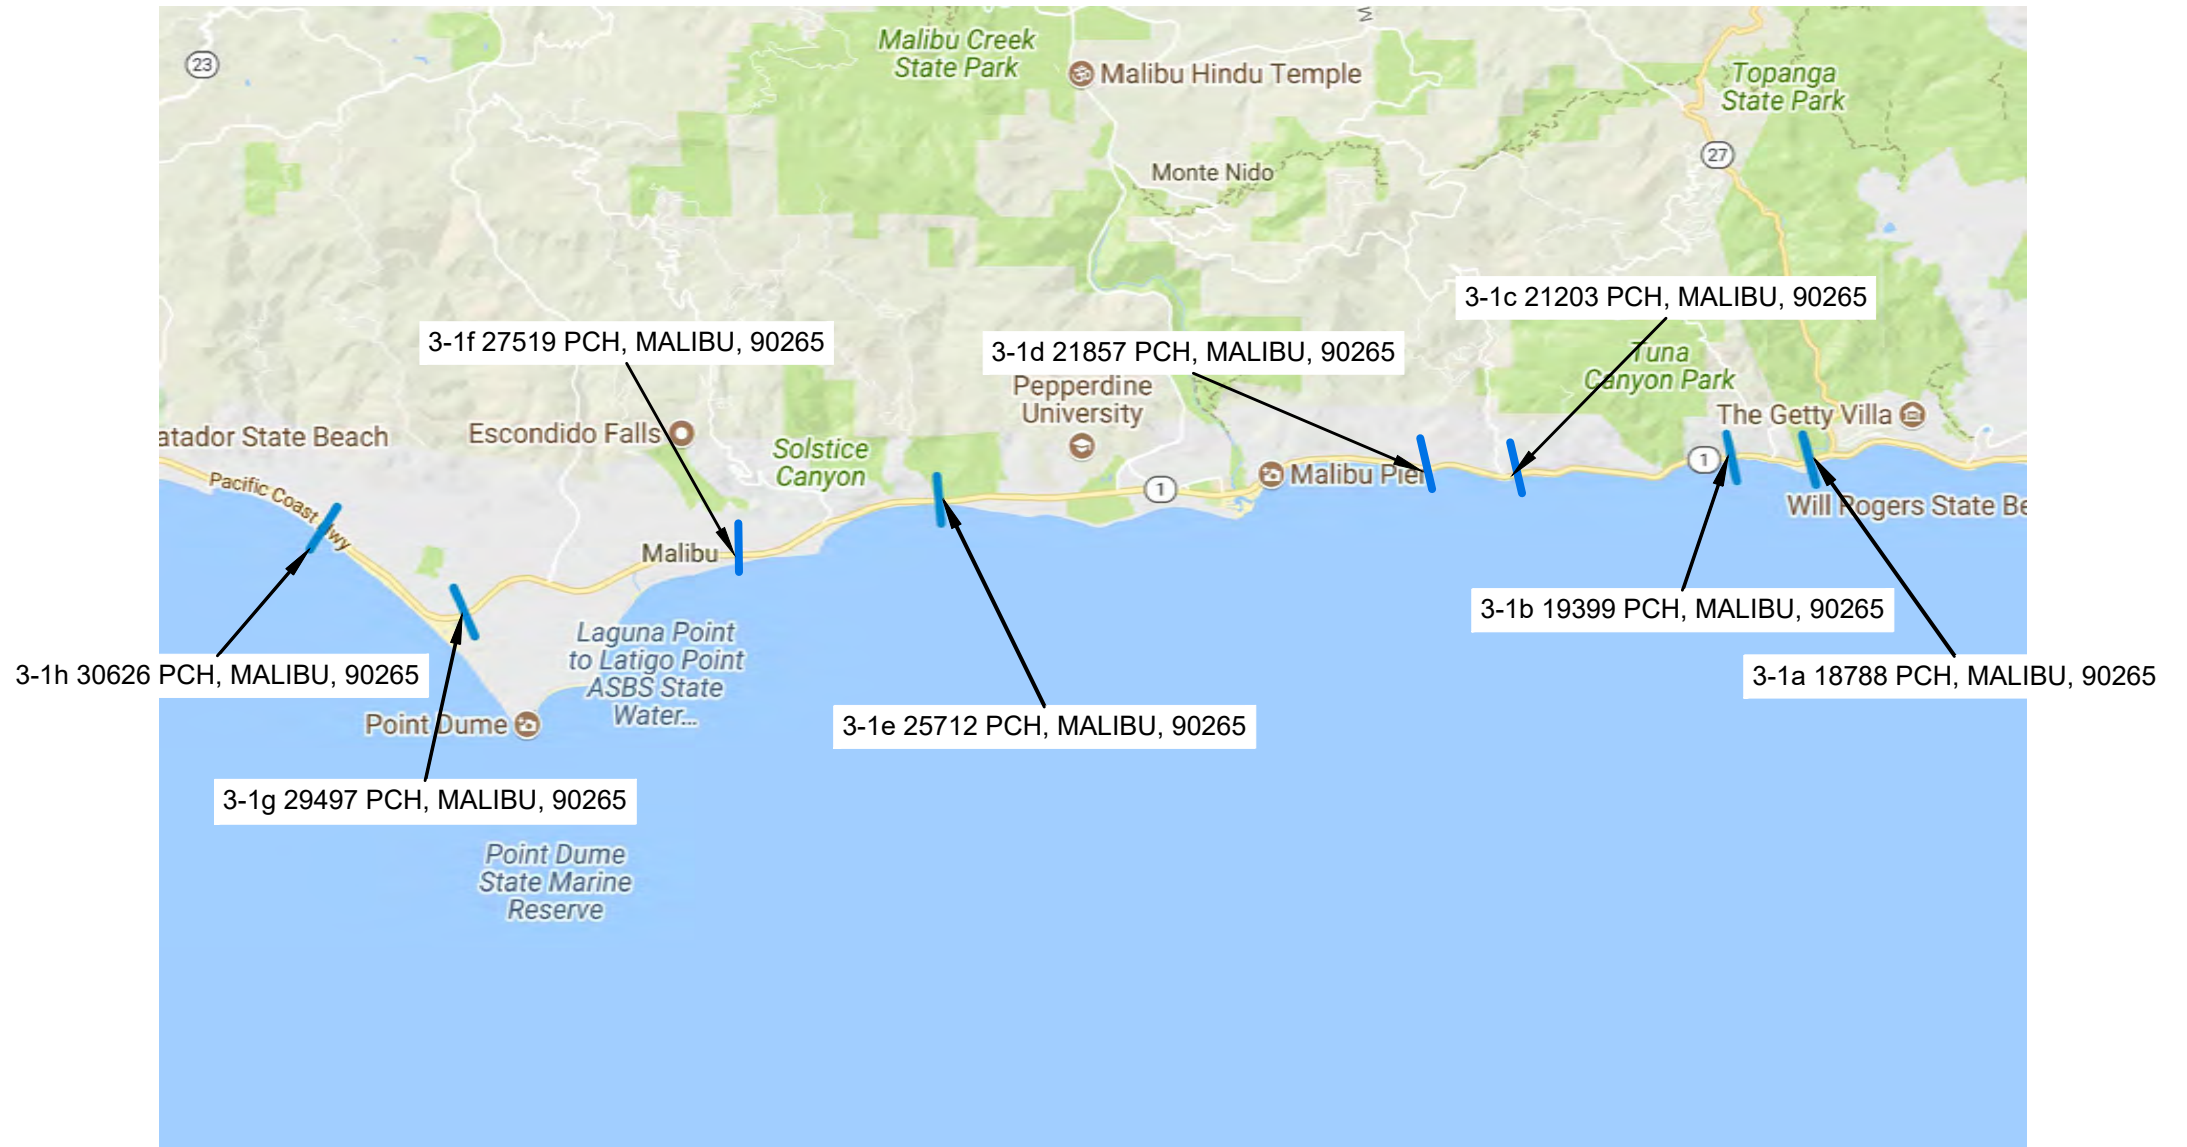 Malibu Creek
State Park
23
Malibu Hindu Temple
Topanga
State Park
27
Monte Nido
3-1c 21203 PCH, MALIBU, 90265
3-1f 27519 PCH, MALIBU, 90265
3-1d 21857 PCH, MALIBU, 90265
Tuna
Canyon Park
Pepperdine
University
The Getty Villa
atador State Beach
Escondido Falls
Solstice
Canyon
1
Malibu Pier
1
Pacific Coast Hwy
Will Rogers State Be
Malibu
3-1b 19399 PCH, MALIBU, 90265
Laguna Point
to Latigo Point
ASBS State
Water...
3-1h 30626 PCH, MALIBU, 90265
3-1a 18788 PCH, MALIBU, 90265
Point Dume
3-1e 25712 PCH, MALIBU, 90265
3-1g 29497 PCH, MALIBU, 90265
Point Dume
State Marine
Reserve